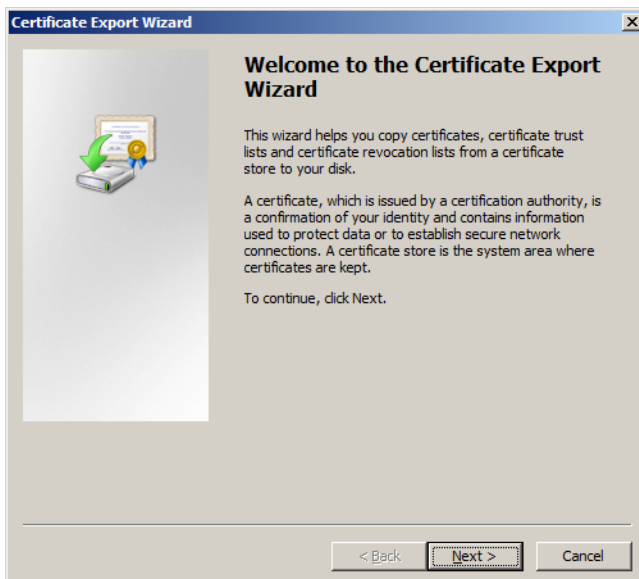 Certificate Export Wizard
Welcome to the Certificate Export
Wizard
This wizard helps you copy certificates, certificate trust
lists and certificate revocation lists from a certificate
store to your disk.
A certificate, which is issued by a certification authority, is
a confirmation of your identity and contains information
used to protect data or to establish secure network
connections. A certificate store is the system area where
certificates are kept.
To continue, click Next.
< Back Next > Cancel